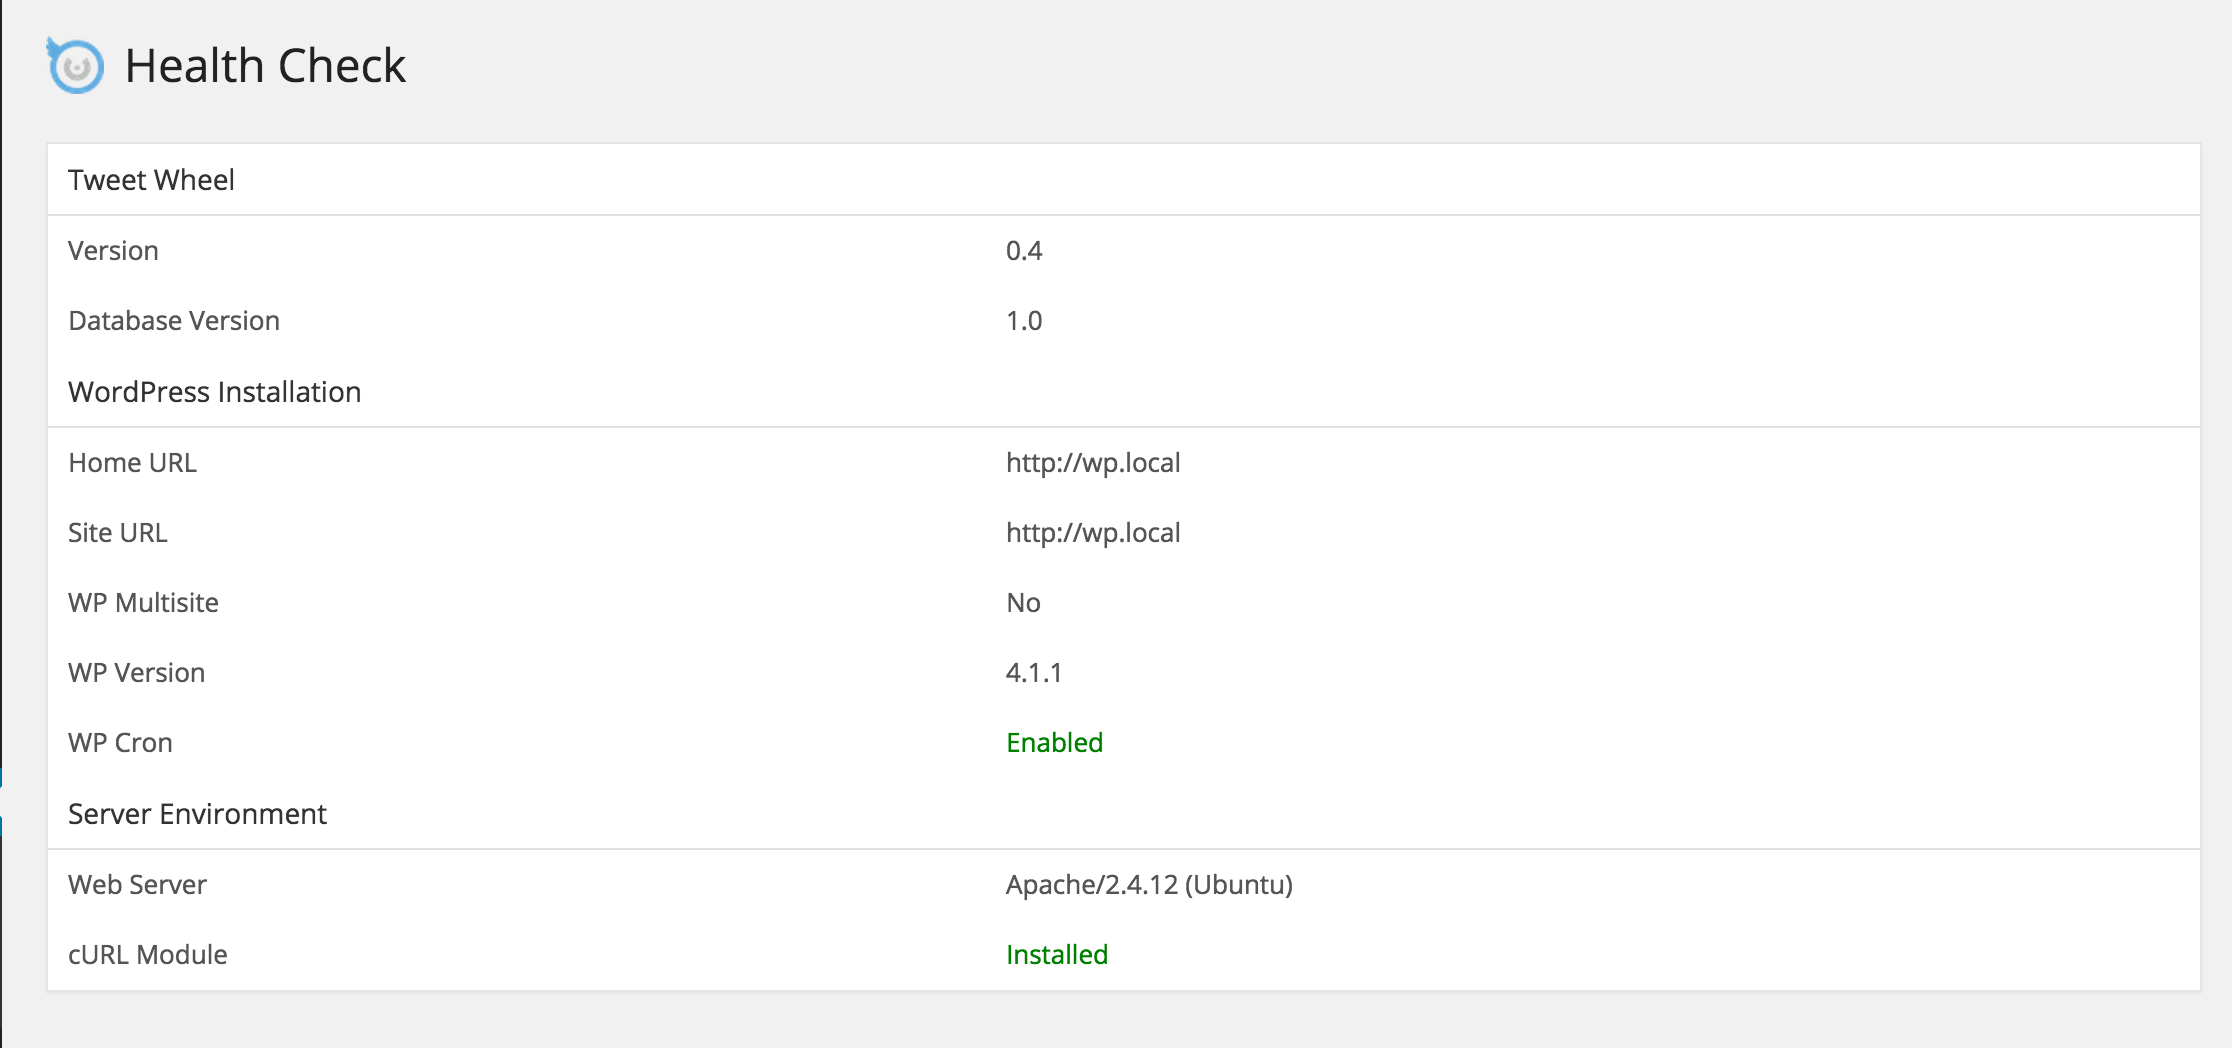 Health Check
Tweet Wheel
Version 0.4
Database Version 1.0
WordPress Installation
Home URL http://wp.local
Site URL http://wp.local
WP Multisite No
WP Version 4.1.1
WP Cron Enabled
Server Environment
Web Server Apache/2.4.12 (Ubuntu)
cURL Module Installed